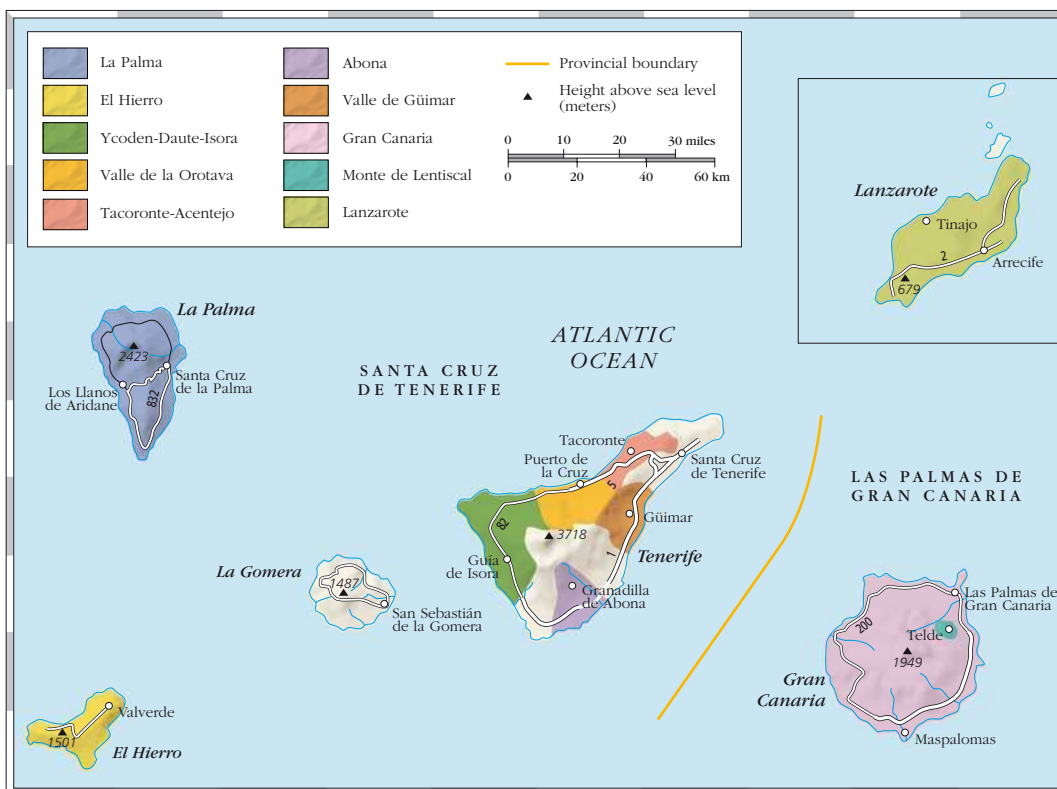 La Palma
El Hierro
Ycoden-Daute-Isora
Valle de la Orotava
Tacoronte-Acentejo
Abona
Valle de Güimar
Gran Canaria
Monte de Lentiscal
Lanzarote
Provincial boundary
Height above sea level
(meters)
0 10 20 30 miles
0 20 40 60 km
Lanzarote
Tinajo
2
Arrecife
679
La Palma
2423
Santa Cruz
de la Palma
Los Llanos
de Aridane
832
ATLANTIC
OCEAN
SANTA CRUZ
DE TENERIFE
Tacoronte
Puerto de
la Cruz
Santa Cruz
de Tenerife
5
82
Güimar
3718
1
Tenerife
Guía
de Isora
Granadilla
de Abona
LAS PALMAS DE
GRAN CANARIA
La Gomera
1487
San Sebastián
de la Gomera
Las Palmas de
Gran Canaria
200
Telde
1949
Gran
Canaria
Maspalomas
Valverde
1501
El Hierro